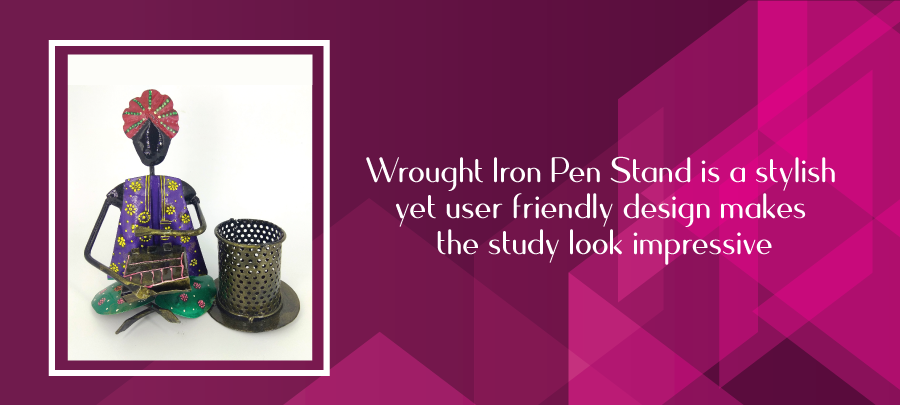 Wrought Iron Pen Stand is a stylish
yet user friendly design makes
the study look impressive